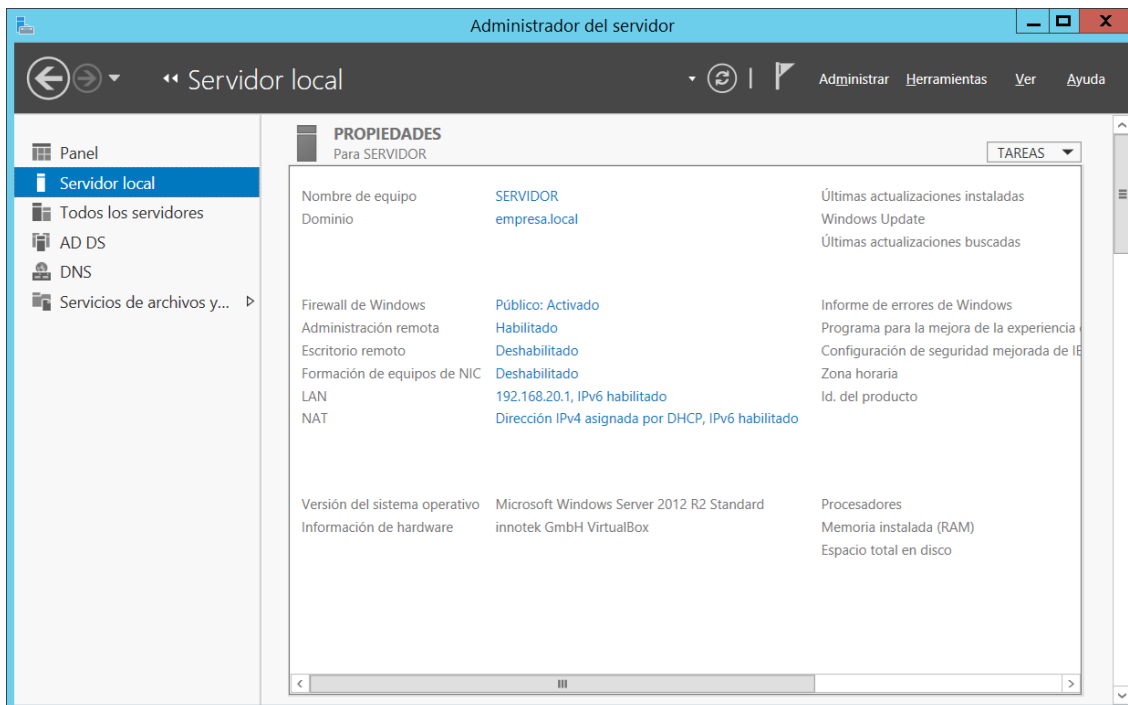 Administrador del servidor
Servidor local
Administrar Herramientas Ver Ayuda
Panel
Servidor local
Todos los servidores
AD DS
DNS
Servicios de archivos y...
PROPIEDADES
Para SERVIDOR
TAREAS
Nombre de equipo SERVIDOR Últimas actualizaciones instaladas
Dominio empresa.local Windows Update
Últimas actualizaciones buscadas
Firewall de Windows Público: Activado Informe de errores de Windows
Administración remota Habilitado Programa para la mejora de la experiencia
Escritorio remoto Deshabilitado Configuración de seguridad mejorada de IE
Formación de equipos de NIC Deshabilitado Zona horaria
LAN 192.168.20.1, IPv6 habilitado Id. del producto
NAT Dirección IPv4 asignada por DHCP, IPv6 habilitado
Versión del sistema operativo Microsoft Windows Server 2012 R2 Standard Procesadores
Información de hardware innotek GmbH VirtualBox Memoria instalada (RAM)
Espacio total en disco